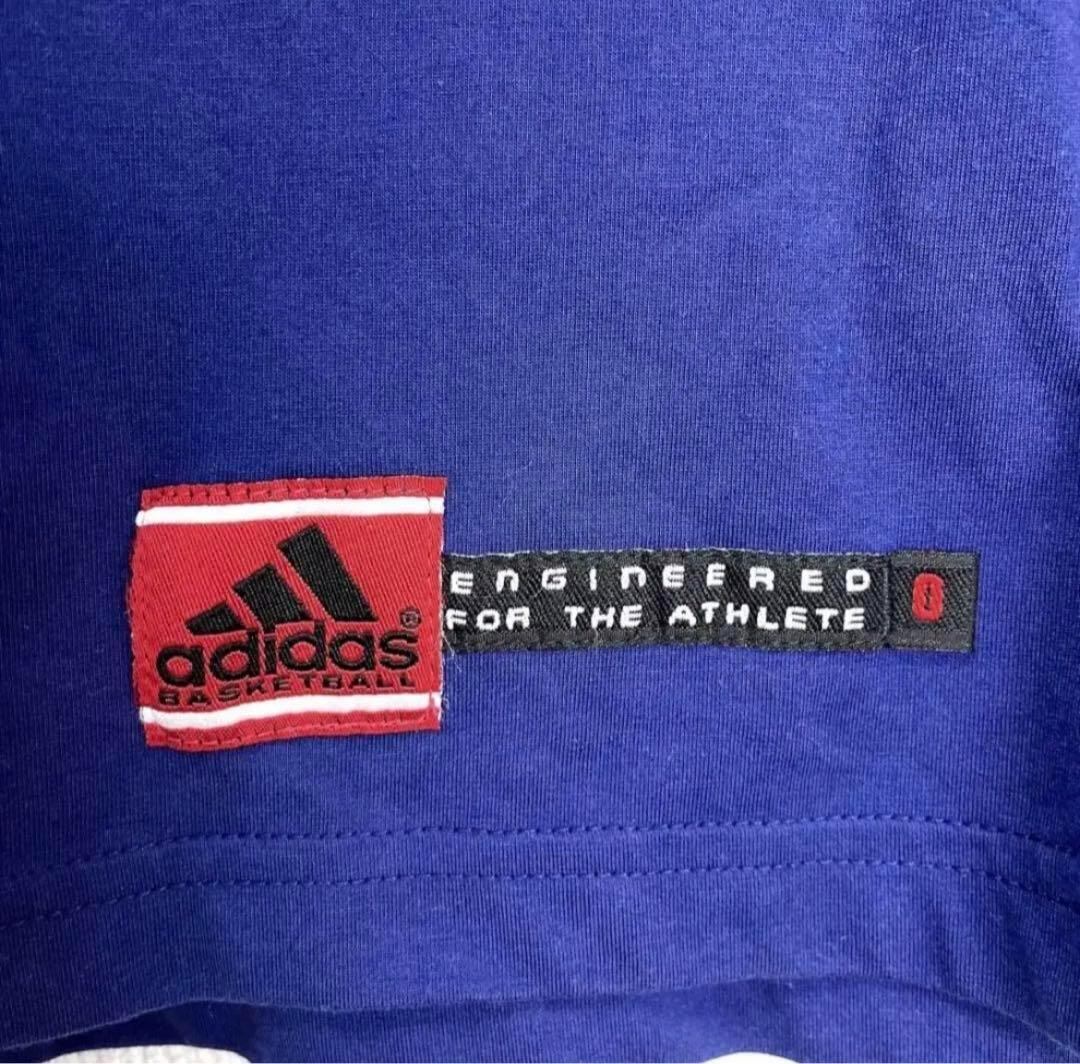 adidas®
BASKETBALL
ENGINEERED
FOR THE ATHLETE